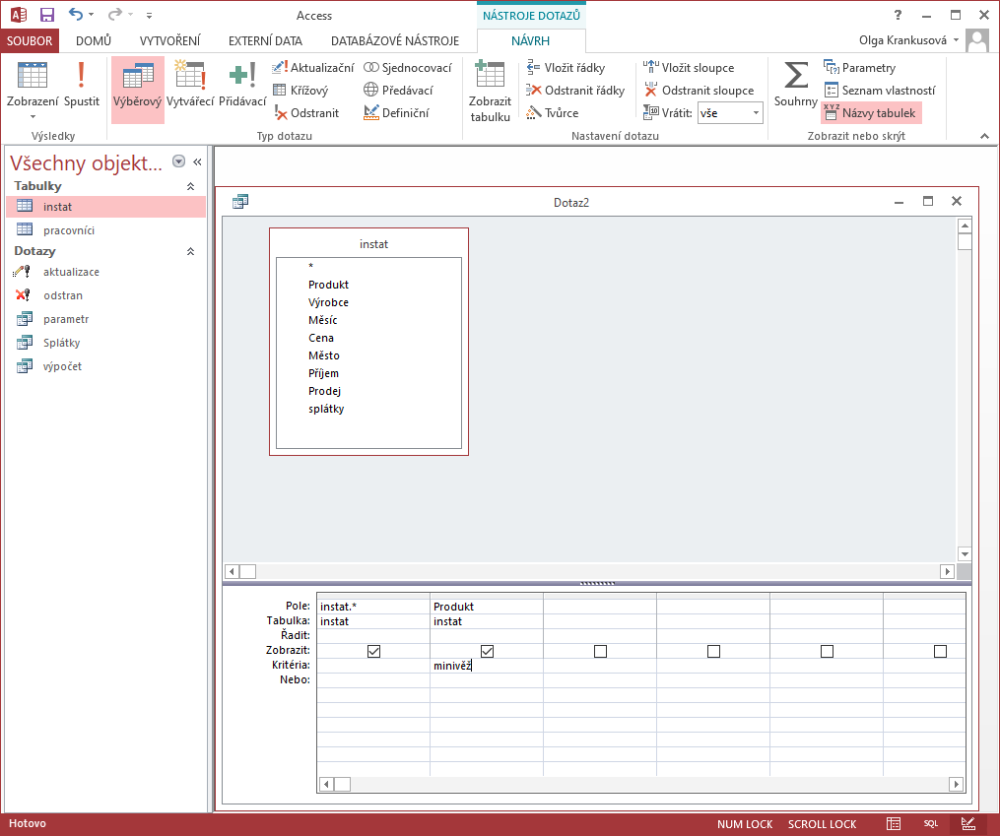 Access
NÁSTROJE DOTAZŮ
?
SOUBOR DOMŮ VYTVOŘENÍ EXTERNÍ DATA DATABÁZOVÉ NÁSTROJE NÁVRH Olga Krankusová
Zobrazení Spustit
Výsledky
Výběrový Vytvářecí Přidávací
Aktualizační Sjednocovací
Křížový Předávací
Odstranit Definiční
Typ dotazu
Zobrazit
tabulku
Vložit řádky Vložit sloupce
Odstranit řádky Odstranit sloupce
Tvůrce Vrátit: vše
Nastavení dotazu
Souhrny
Parametry
Seznam vlastností
XYZ Názvy tabulek
Zobrazit nebo skrýt
Všechny objekt... «
Tabulky
instat
pracovníci
Dotazy
aktualizace
odstran
parametr
Splátky
výpočet
Dotaz2
instat
*
Produkt
Výrobce
Měsíc
Cena
Město
Příjem
Prodej
splátky
Pole: instat.* Produkt
Tabulka: instat instat
Řadit:
Zobrazit:
Kritéria: minivěž
Nebo:
Hotovo NUM LOCK SCROLL LOCK SQL